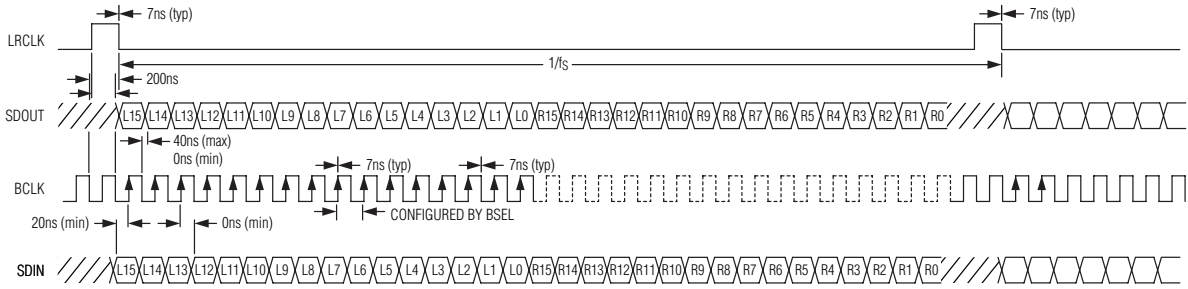 7ns (typ) 7ns (typ)
LRCLK
1/fS
200ns
SDOUT L15 L14 L13 L12 L11 L10 L9 L8 L7 L6 L5 L4 L3 L2 L1 L0 R15 R14 R13 R12 R11 R10 R9 R8 R7 R6 R5 R4 R3 R2 R1 R0
40ns (max)
0ns (min)
7ns (typ) 7ns (typ)
BCLK
CONFIGURED BY BSEL
20ns (min) 0ns (min)
SDIN L15 L14 L13 L12 L11 L10 L9 L8 L7 L6 L5 L4 L3 L2 L1 L0 R15 R14 R13 R12 R11 R10 R9 R8 R7 R6 R5 R4 R3 R2 R1 R0